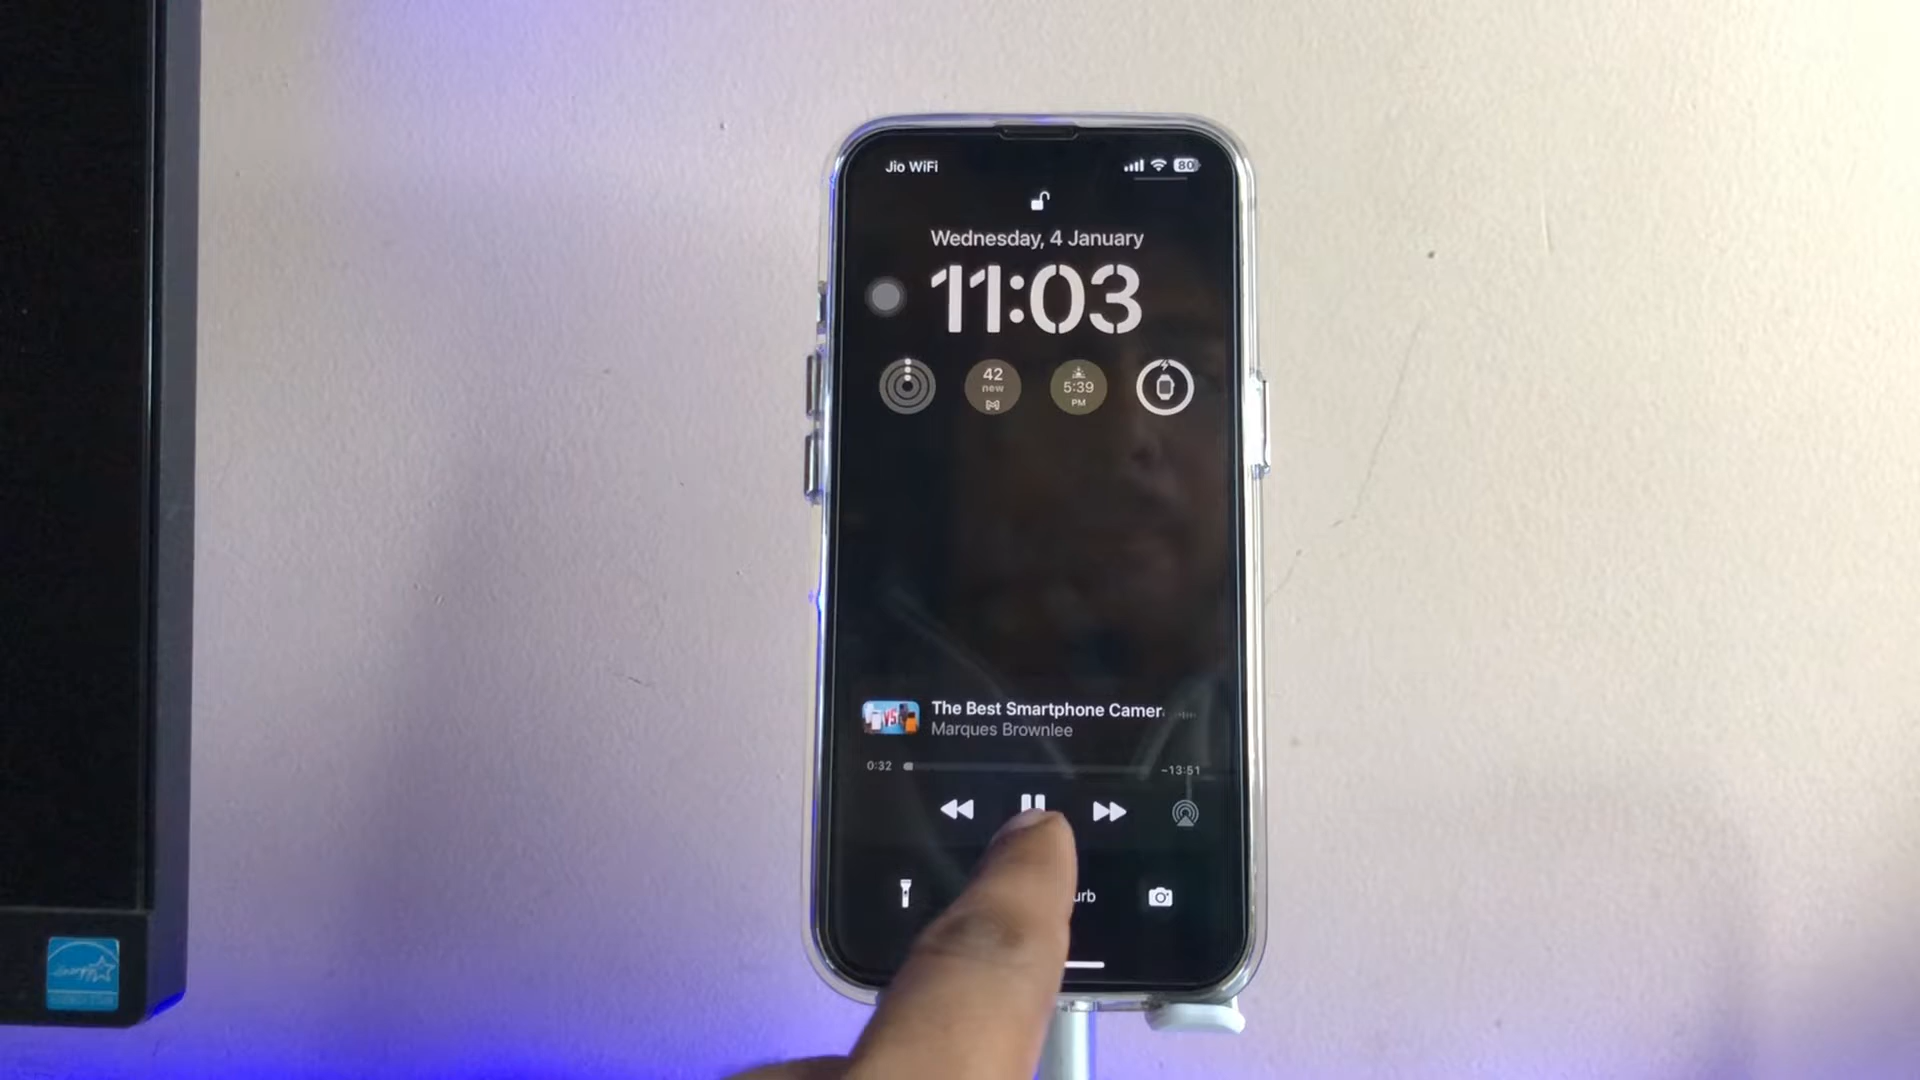 Jio WiFi
80
Wednesday, 4 January
11:03
42
new
5:39
PM
VS
The Best Smartphone Camer
Marques Brownlee
0:32
-13:51
urb